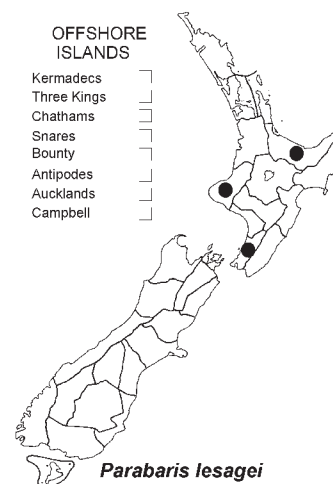 OFFSHORE
ISLANDS
Kermadecs
Three Kings
Chathams
Snares
Bounty
Antipodes
Aucklands
Campbell
Parabaris lesagei